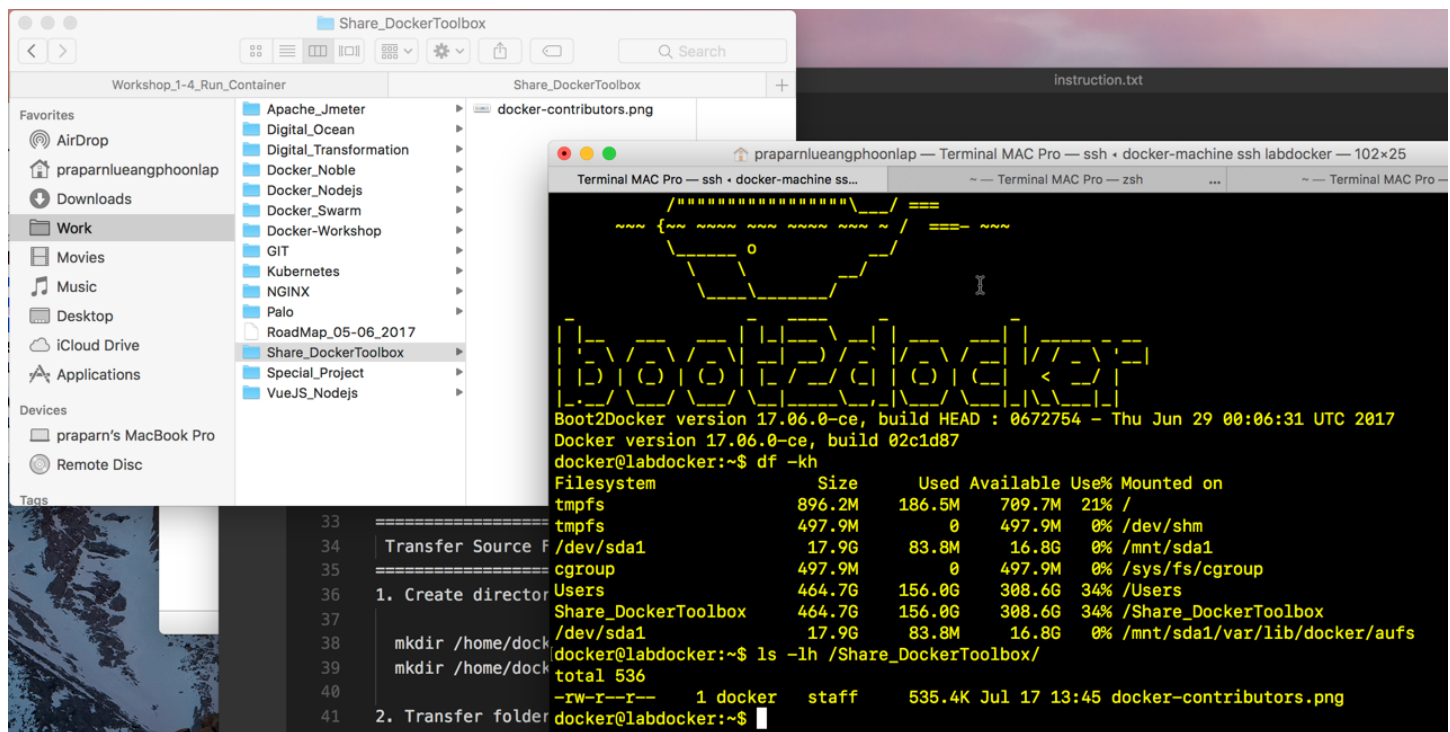 Share_DockerToolbox
Search
Workshop_1-4_Run_Container
Share_DockerToolbox
Favorites
AirDrop
praparnlueangphoonlap
Downloads
Work
Movies
Music
Desktop
iCloud Drive
Applications
Devices
praparn's MacBook Pro
Remote Disc
Tags
Apache_Jmeter
Digital_Ocean
Digital_Transformation
Docker_Noble
Docker_Nodejs
Docker_Swarm
Docker-Workshop
GIT
Kubernetes
NGINX
Palo
RoadMap_05-06_2017
Share_DockerToolbox
Special_Project
VueJS_Nodejs
docker-contributors.png
instruction.txt
33 ==================
34 Transfer Source F
35 ==================
36 1. Create director
37
38 mkdir /home/dock
39 mkdir /home/dock
40
41 2. Transfer folder
praparnlueangphoonlap — Terminal MAC Pro — ssh ◂ docker-machine ssh labdocker — 102×25
Terminal MAC Pro — ssh ◂ docker-machine ss...
~ — Terminal MAC Pro — zsh ...
~ — Terminal MAC Pro —
boot2docker
Boot2Docker version 17.06.0-ce, build HEAD : 0672754 – Thu Jun 29 00:06:31 UTC 2017
Docker version 17.06.0-ce, build 02c1d87
docker@labdocker:~$ df -kh
Filesystem Size Used Available Use% Mounted on
tmpfs 896.2M 186.5M 709.7M 21% /
tmpfs 497.9M 0 497.9M 0% /dev/shm
/dev/sda1 17.9G 83.8M 16.8G 0% /mnt/sda1
cgroup 497.9M 0 497.9M 0% /sys/fs/cgroup
Users 464.7G 156.0G 308.6G 34% /Users
Share_DockerToolbox 464.7G 156.0G 308.6G 34% /Share_DockerToolbox
/dev/sda1 17.9G 83.8M 16.8G 0% /mnt/sda1/var/lib/docker/aufs
docker@labdocker:~$ ls -lh /Share_DockerToolbox/
total 536
-rw-r--r-- 1 docker staff 535.4K Jul 17 13:45 docker-contributors.png
docker@labdocker:~$